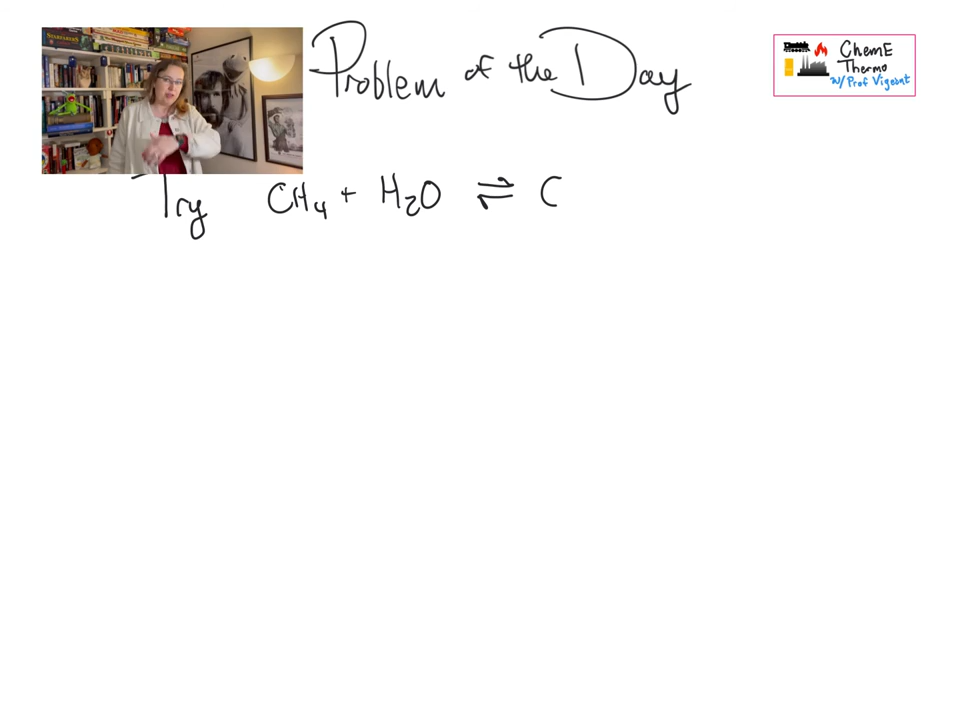 Problem of the Day
ChemE
Thermo
w/ Prof Vigeant
Try CH4 + H2O ⇌ C